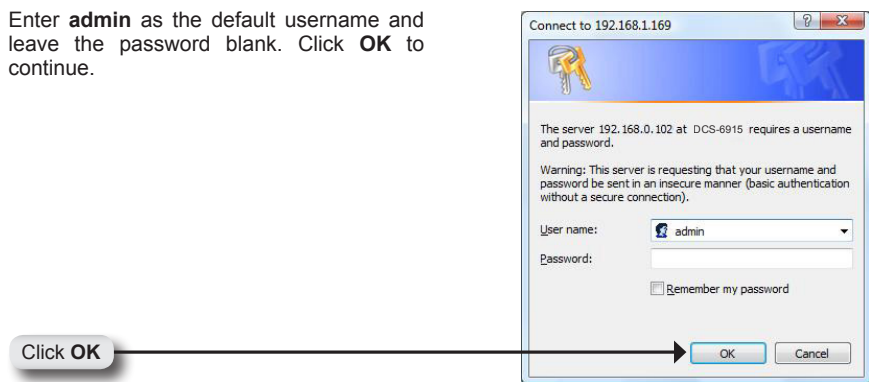 Enter admin as the default username and
leave the password blank. Click OK to
continue.
Connect to 192.168.1.169
The server 192.168.0.102 at DCS-6915 requires a username
and password.
Warning: This server is requesting that your username and
password be sent in an insecure manner (basic authentication
without a secure connection).
User name:
admin
Password:
Remember my password
Click OK
OK
Cancel